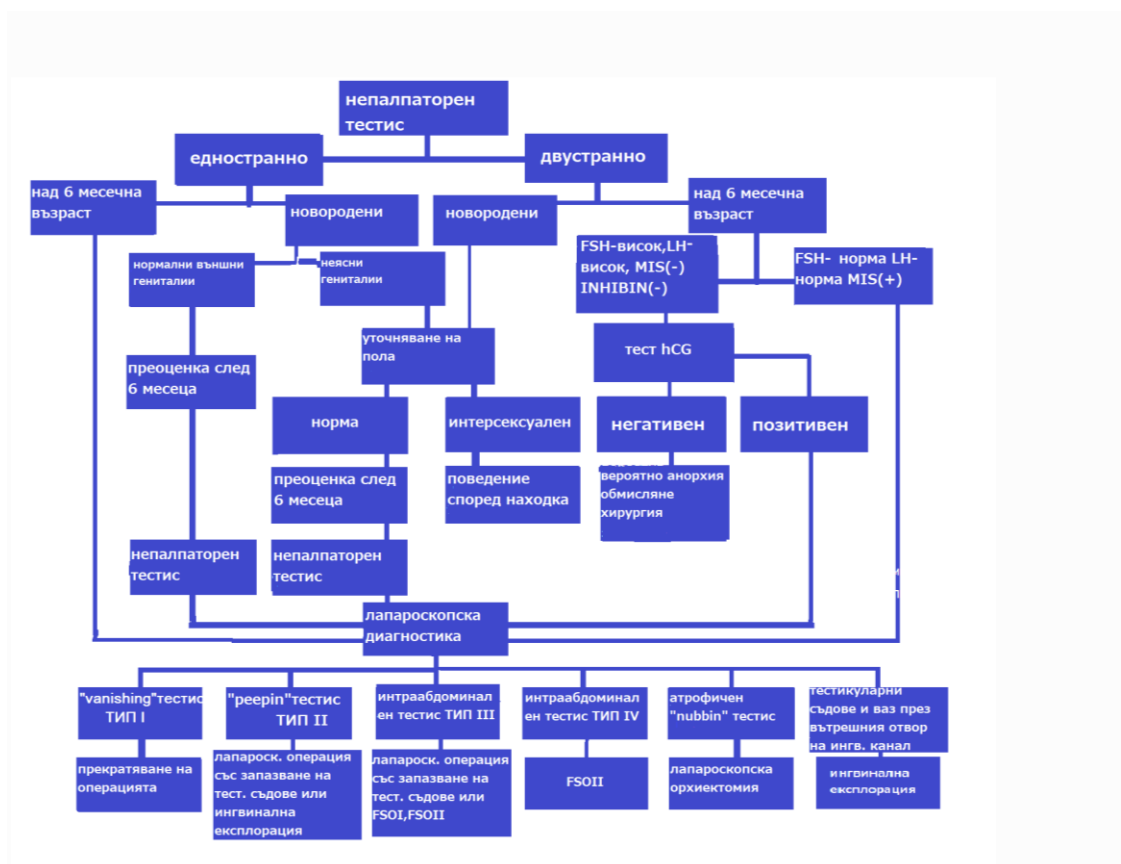 непалпаторен
тестис
едностранно
двустранно
над 6 месечна
възраст
новородени
новородени
над 6 месечна
възраст
нормални външни
гениталии
неясни
гениталии
FSH-висок,LH-
висок, MIS(-)
INHIBIN(-)
FSH- норма LH-
норма MIS(+)
уточняване на
пола
тест hCG
преоценка след
6 месеца
норма
интерсексуален
негативен
позитивен
преоценка след
6 месеца
поведение
според находка
вероятно анорхия
обмисляне
хирургия
непалпаторен
тестис
непалпаторен
тестис
лапароскопска
диагностика
"vanishing"тестис
ТИП I
"peepin"тестис
ТИП II
интраабдоминал
ен тестис ТИП III
интраабдоминал
ен тестис ТИП IV
атрофичен
"nubbin" тестис
тестикуларни
съдове и ваз през
вътрешния отвор
на ингв. канал
прекратяване на
операцията
лапароск. операция
със запазване на
тест. съдове или
ингвинална
експлорация
лапароск. операция
със запазване на
тест. съдове или
FSOI,FSOII
FSOII
лапароскопска
орхиектомия
ингвинална
експлорация